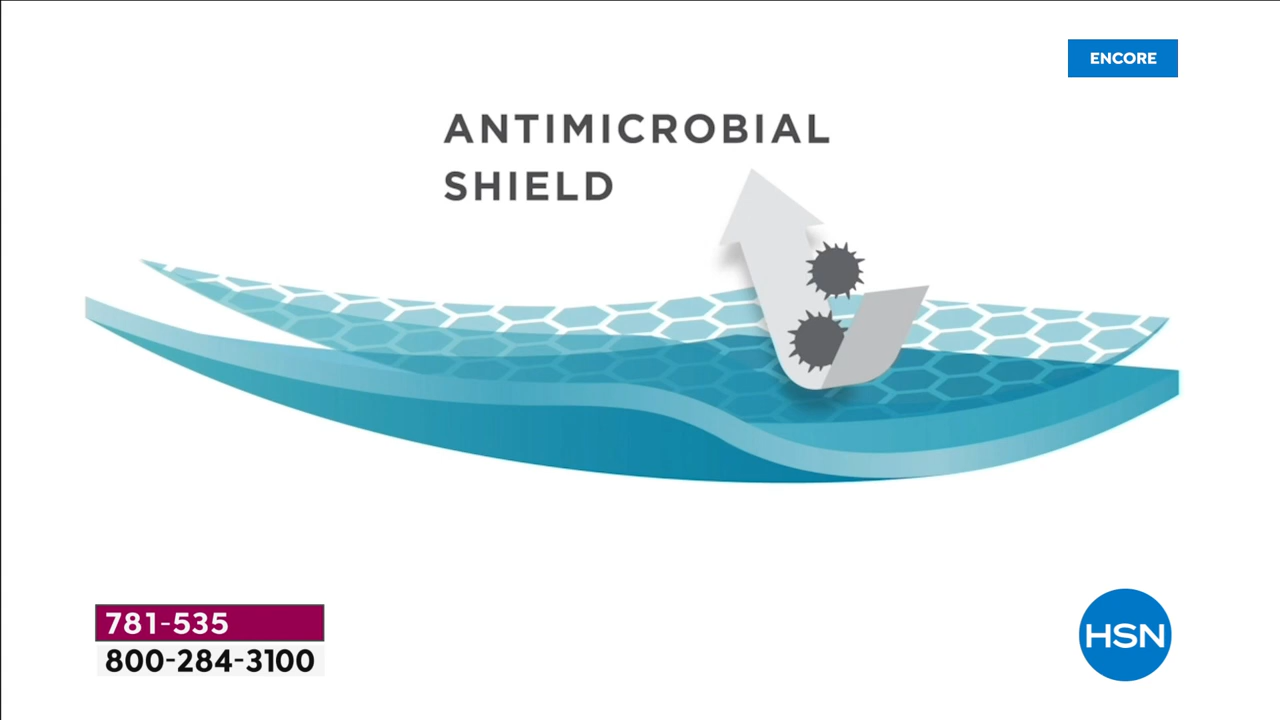 ENCORE
ANTIMICROBIAL
SHIELD
781-535
800-284-3100
HSN